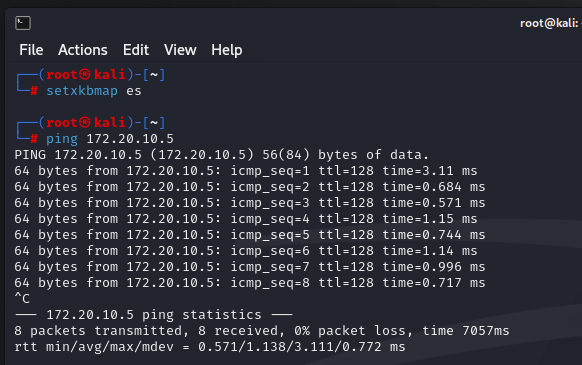 root@kali: ~
File Actions Edit View Help
┌──(root㉿kali)-[~]
└─# setxkbmap es
┌──(root㉿kali)-[~]
└─# ping 172.20.10.5
PING 172.20.10.5 (172.20.10.5) 56(84) bytes of data.
64 bytes from 172.20.10.5: icmp_seq=1 ttl=128 time=3.11 ms
64 bytes from 172.20.10.5: icmp_seq=2 ttl=128 time=0.684 ms
64 bytes from 172.20.10.5: icmp_seq=3 ttl=128 time=0.571 ms
64 bytes from 172.20.10.5: icmp_seq=4 ttl=128 time=1.15 ms
64 bytes from 172.20.10.5: icmp_seq=5 ttl=128 time=0.744 ms
64 bytes from 172.20.10.5: icmp_seq=6 ttl=128 time=1.14 ms
64 bytes from 172.20.10.5: icmp_seq=7 ttl=128 time=0.996 ms
64 bytes from 172.20.10.5: icmp_seq=8 ttl=128 time=0.717 ms
^C
--- 172.20.10.5 ping statistics ---
8 packets transmitted, 8 received, 0% packet loss, time 7057ms
rtt min/avg/max/mdev = 0.571/1.138/3.111/0.772 ms